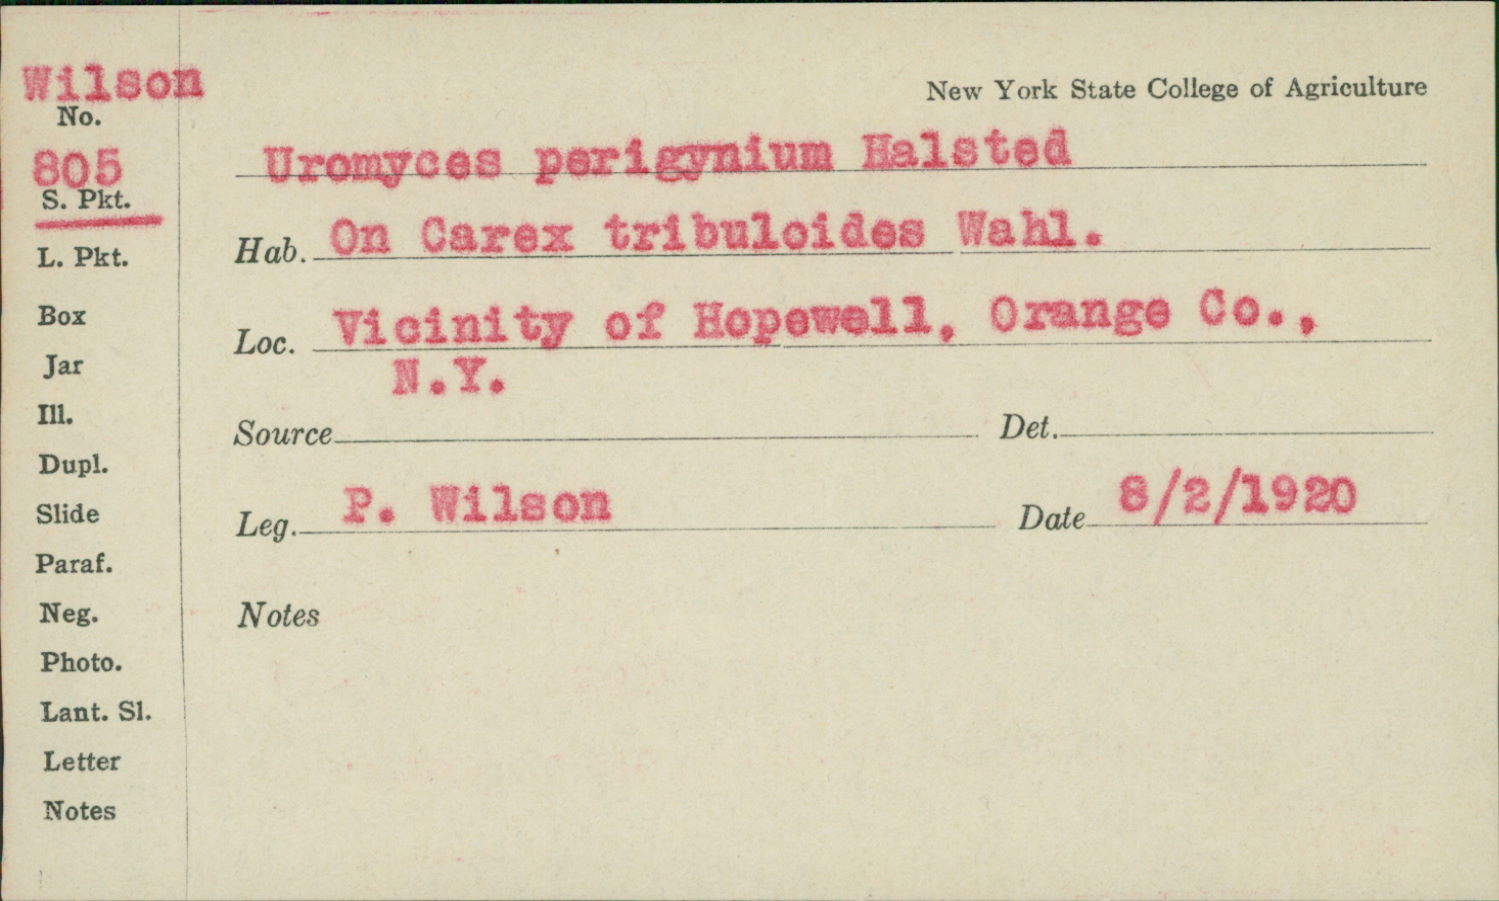 Wilson
No.
805
S. Pkt.
L. Pkt.
Box
Jar
Ill.
Dupl.
Slide
Paraf.
Neg.
Photo.
Lant. Sl.
Letter
Notes
New York State College of Agriculture
Uromyces perigynium Halsted
Hab. On Carex tribuloides Wahl.
Loc. Vicinity of Hopewell, Orange Co.,
N.Y.
Source Det.
Leg. P. Wilson Date 8/2/1920
Notes